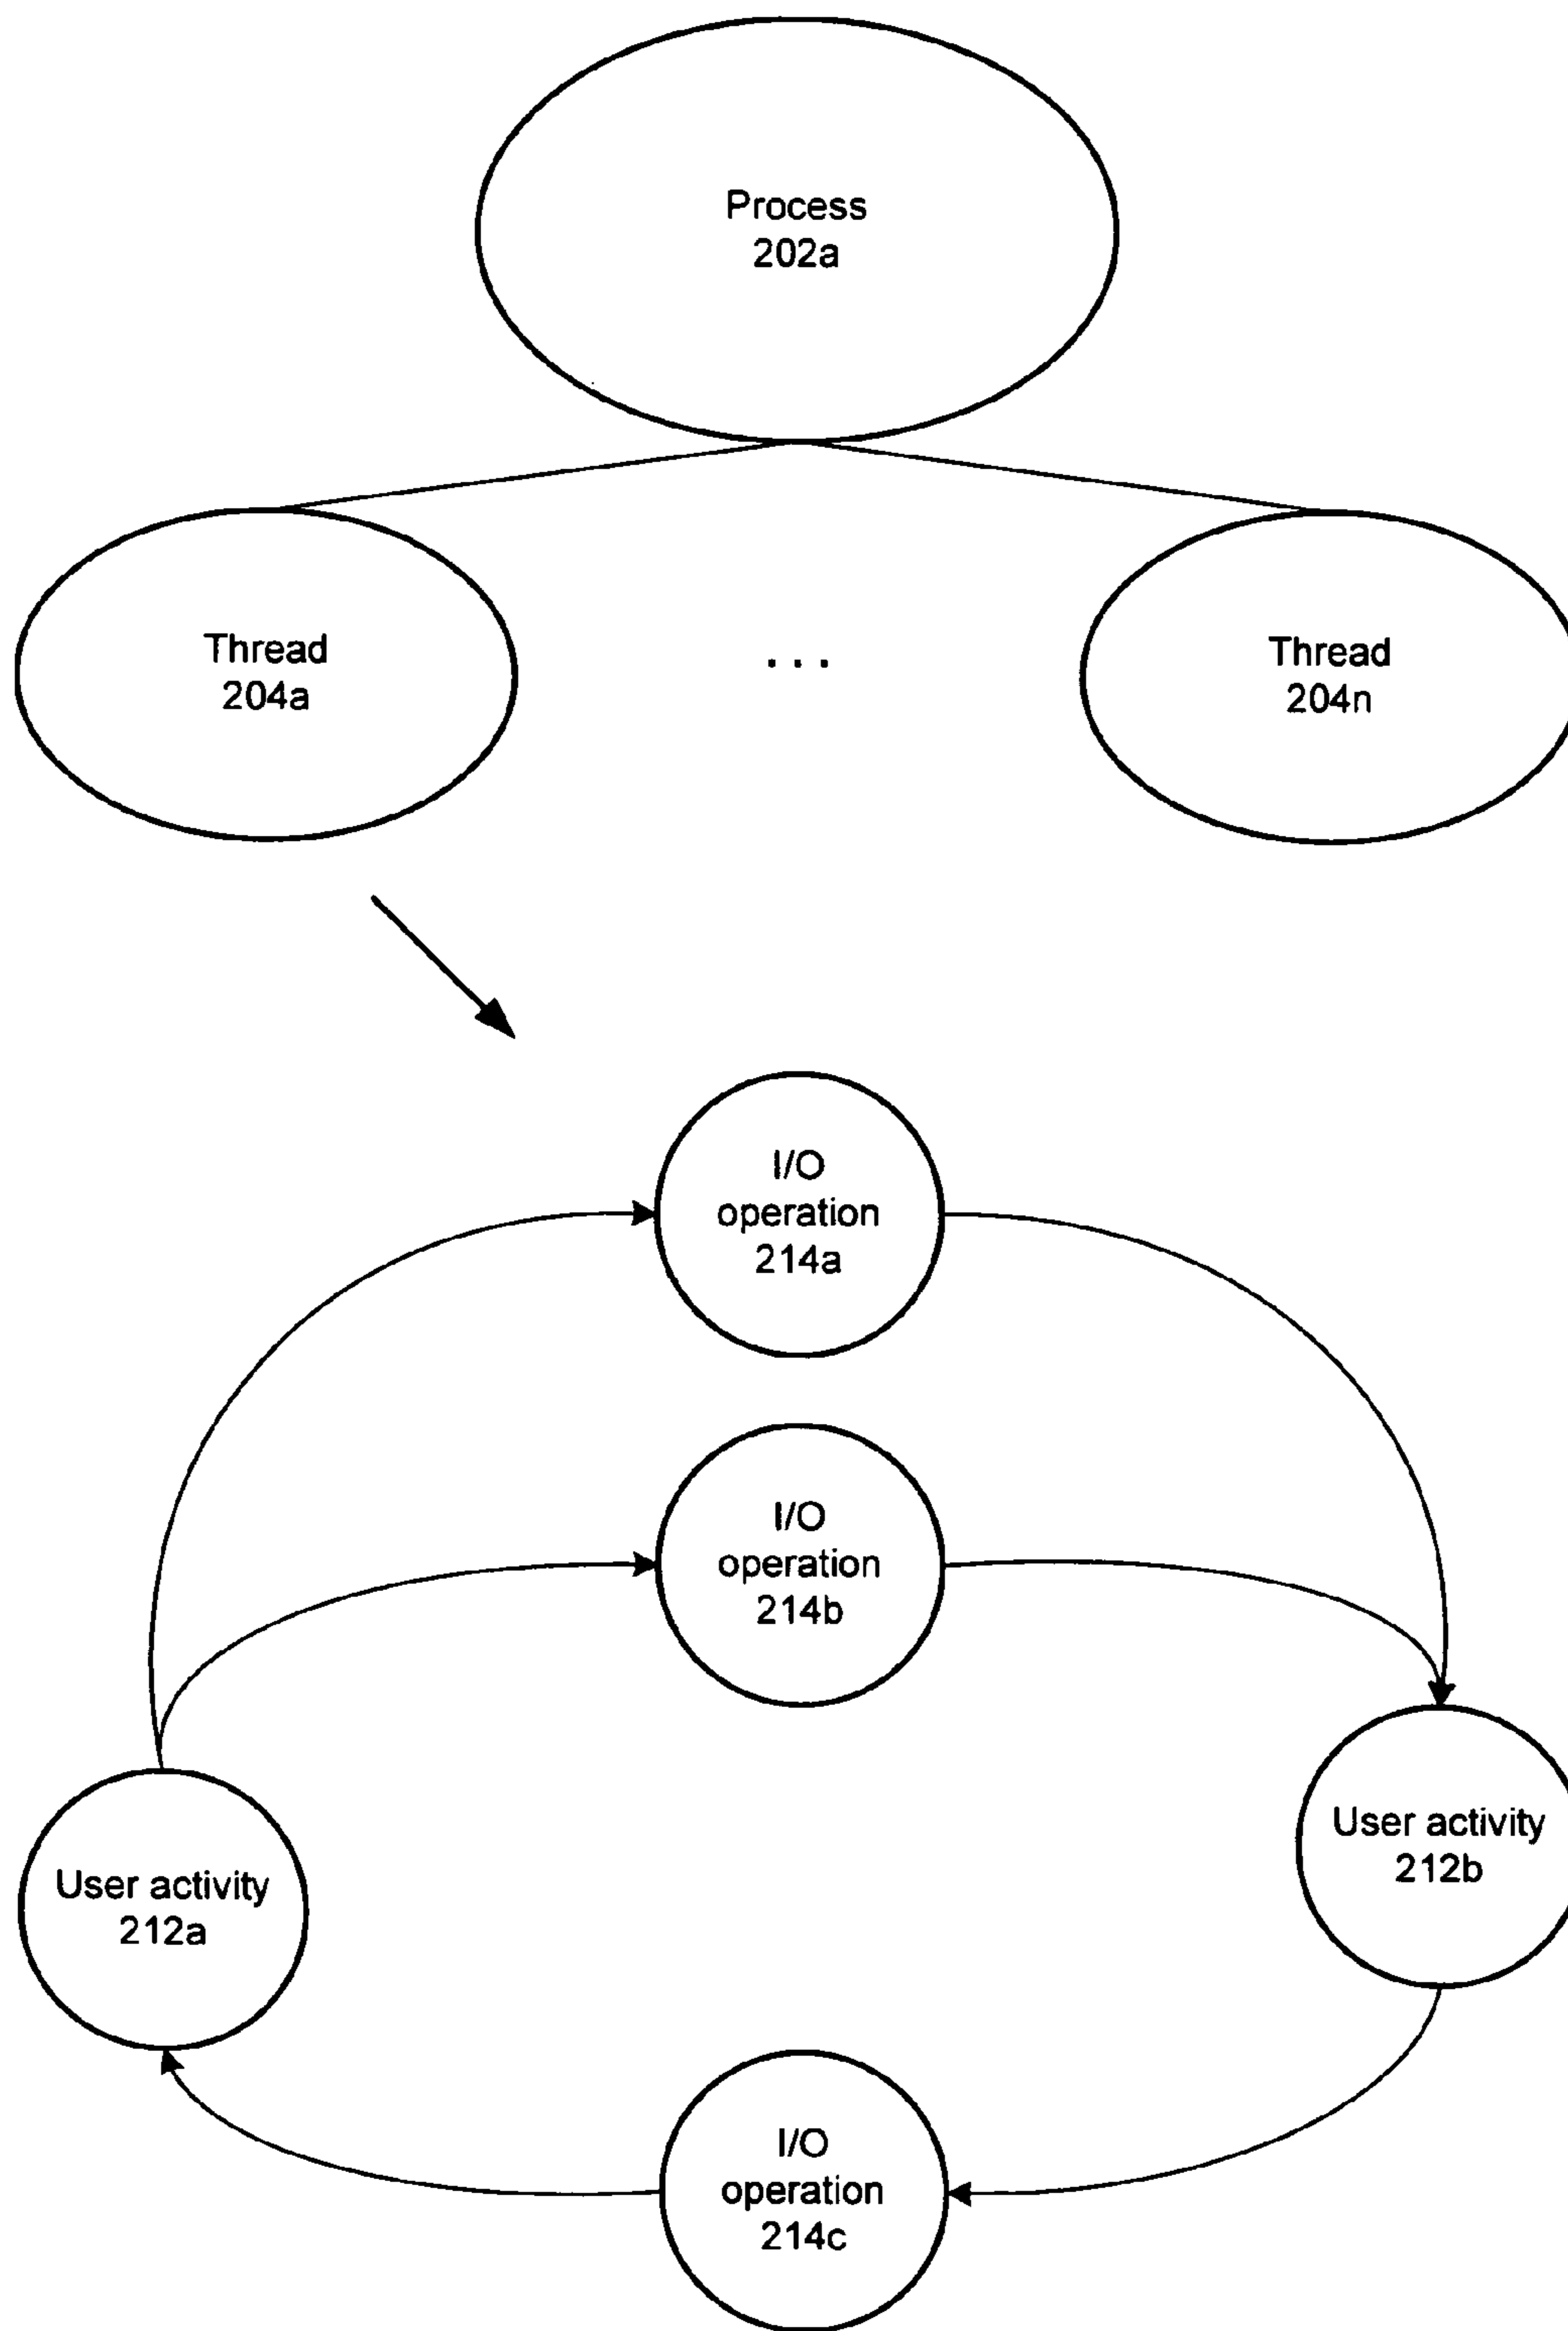 Process
202a
Thread
204a
...
Thread
204n
I/O
operation
214a
I/O
operation
214b
User activity
212b
User activity
212a
I/O
operation
214c